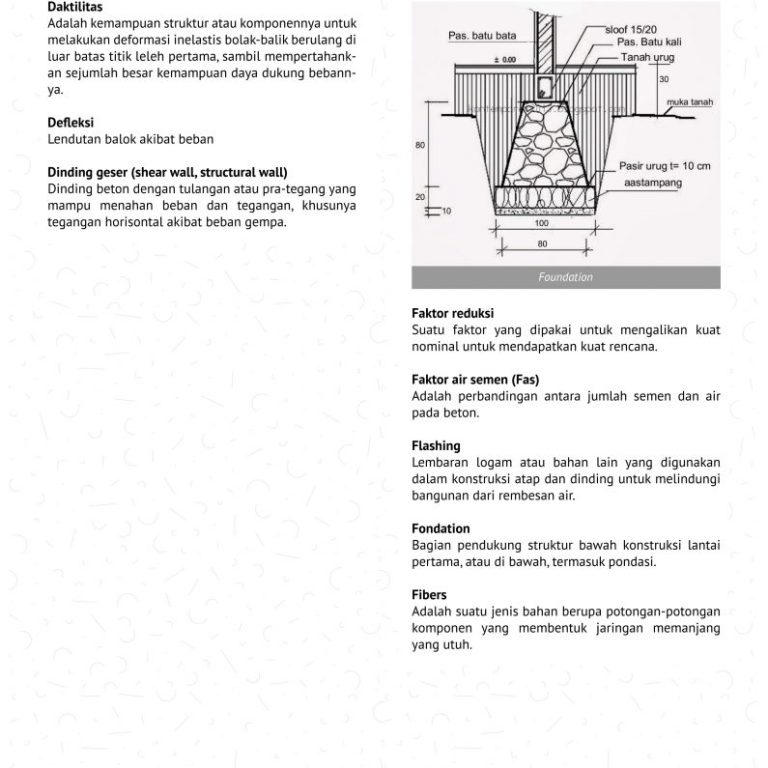 Daktilitas
Adalah kemampuan struktur atau komponennya untuk
melakukan deformasi inelastis bolak-balik berulang di
luar batas titik leleh pertama, sambil mempertahank-
an sejumlah besar kemampuan daya dukung bebann-
ya.
Defleksi
Lendutan balok akibat beban
Dinding geser (shear wall, structural wall)
Dinding beton dengan tulangan atau pra-tegang yang
mampu menahan beban dan tegangan, khusunya
tegangan horisontal akibat beban gempa.
Pas. batu bata
sloof 15/20
Pas. Batu kali
Tanah urug
± 0.00
30
muka tanah
80
Pasir urug t= 10 cm
aastampang
20
10
100
80
Foundation
Faktor reduksi
Suatu faktor yang dipakai untuk mengalikan kuat
nominal untuk mendapatkan kuat rencana.
Faktor air semen (Fas)
Adalah perbandingan antara jumlah semen dan air
pada beton.
Flashing
Lembaran logam atau bahan lain yang digunakan
dalam konstruksi atap dan dinding untuk melindungi
bangunan dari rembesan air.
Fondation
Bagian pendukung struktur bawah konstruksi lantai
pertama, atau di bawah, termasuk pondasi.
Fibers
Adalah suatu jenis bahan berupa potongan-potongan
komponen yang membentuk jaringan memanjang
yang utuh.